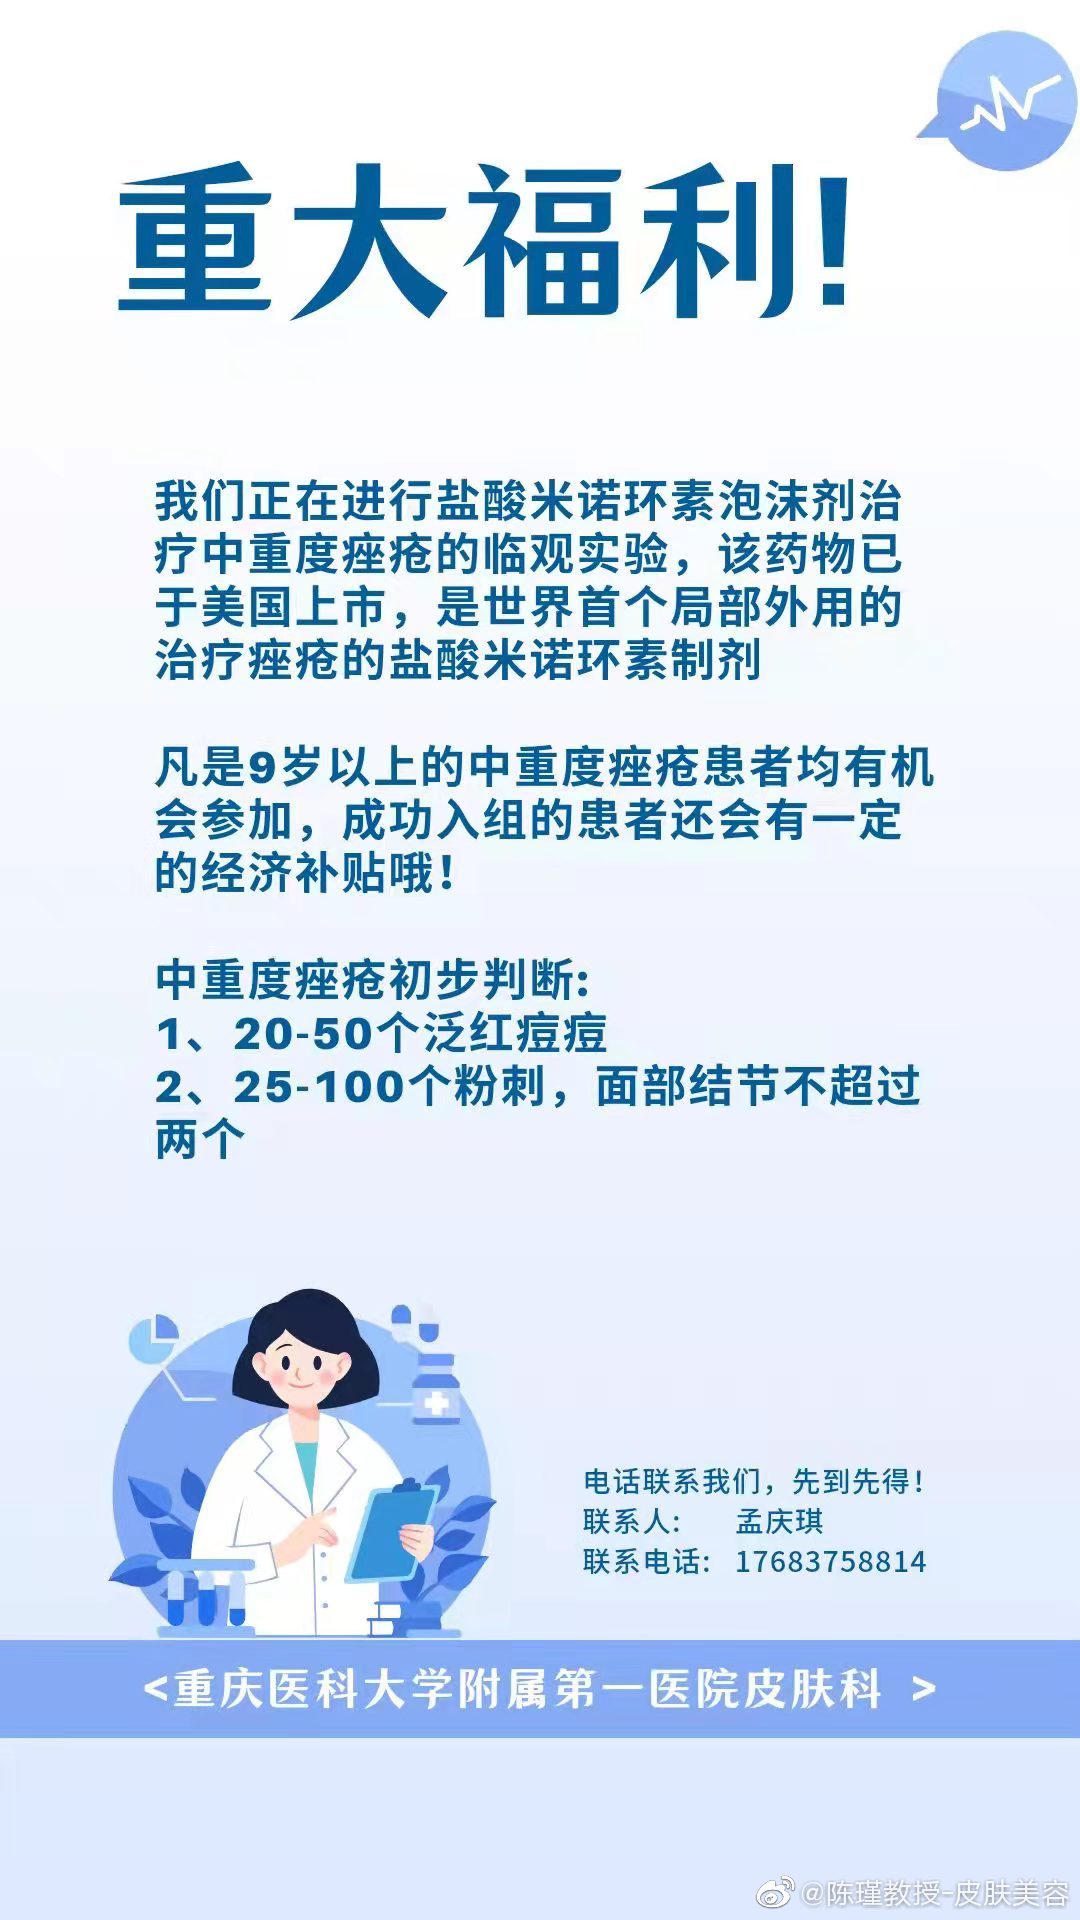 重大福利!
我们正在进行盐酸米诺环素泡沫剂治
疗中重度痤疮的临观实验，该药物已
于美国上市，是世界首个局部外用的
治疗痤疮的盐酸米诺环素制剂
凡是9岁以上的中重度痤疮患者均有机
会参加，成功入组的患者还会有一定
的经济补贴哦！
中重度痤疮初步判断:
1、20-50个泛红痘痘
2、25-100个粉刺，面部结节不超过
两个
电话联系我们，先到先得！
联系人: 孟庆琪
联系电话: 17683758814
<重庆医科大学附属第一医院皮肤科 >
@陈瑾教授-皮肤美容